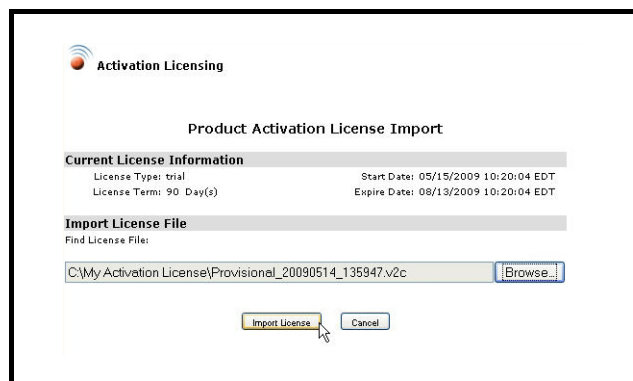 Activation Licensing
Product Activation License Import
Current License Information
License Type: trial Start Date: 05/15/2009 10:20:04 EDT
License Term: 90 Day(s) Expire Date: 08/13/2009 10:20:04 EDT
Import License File
Find License File:
C:\My Activation License\Provisional_20090514_135947.v2c Browse...
Import License Cancel